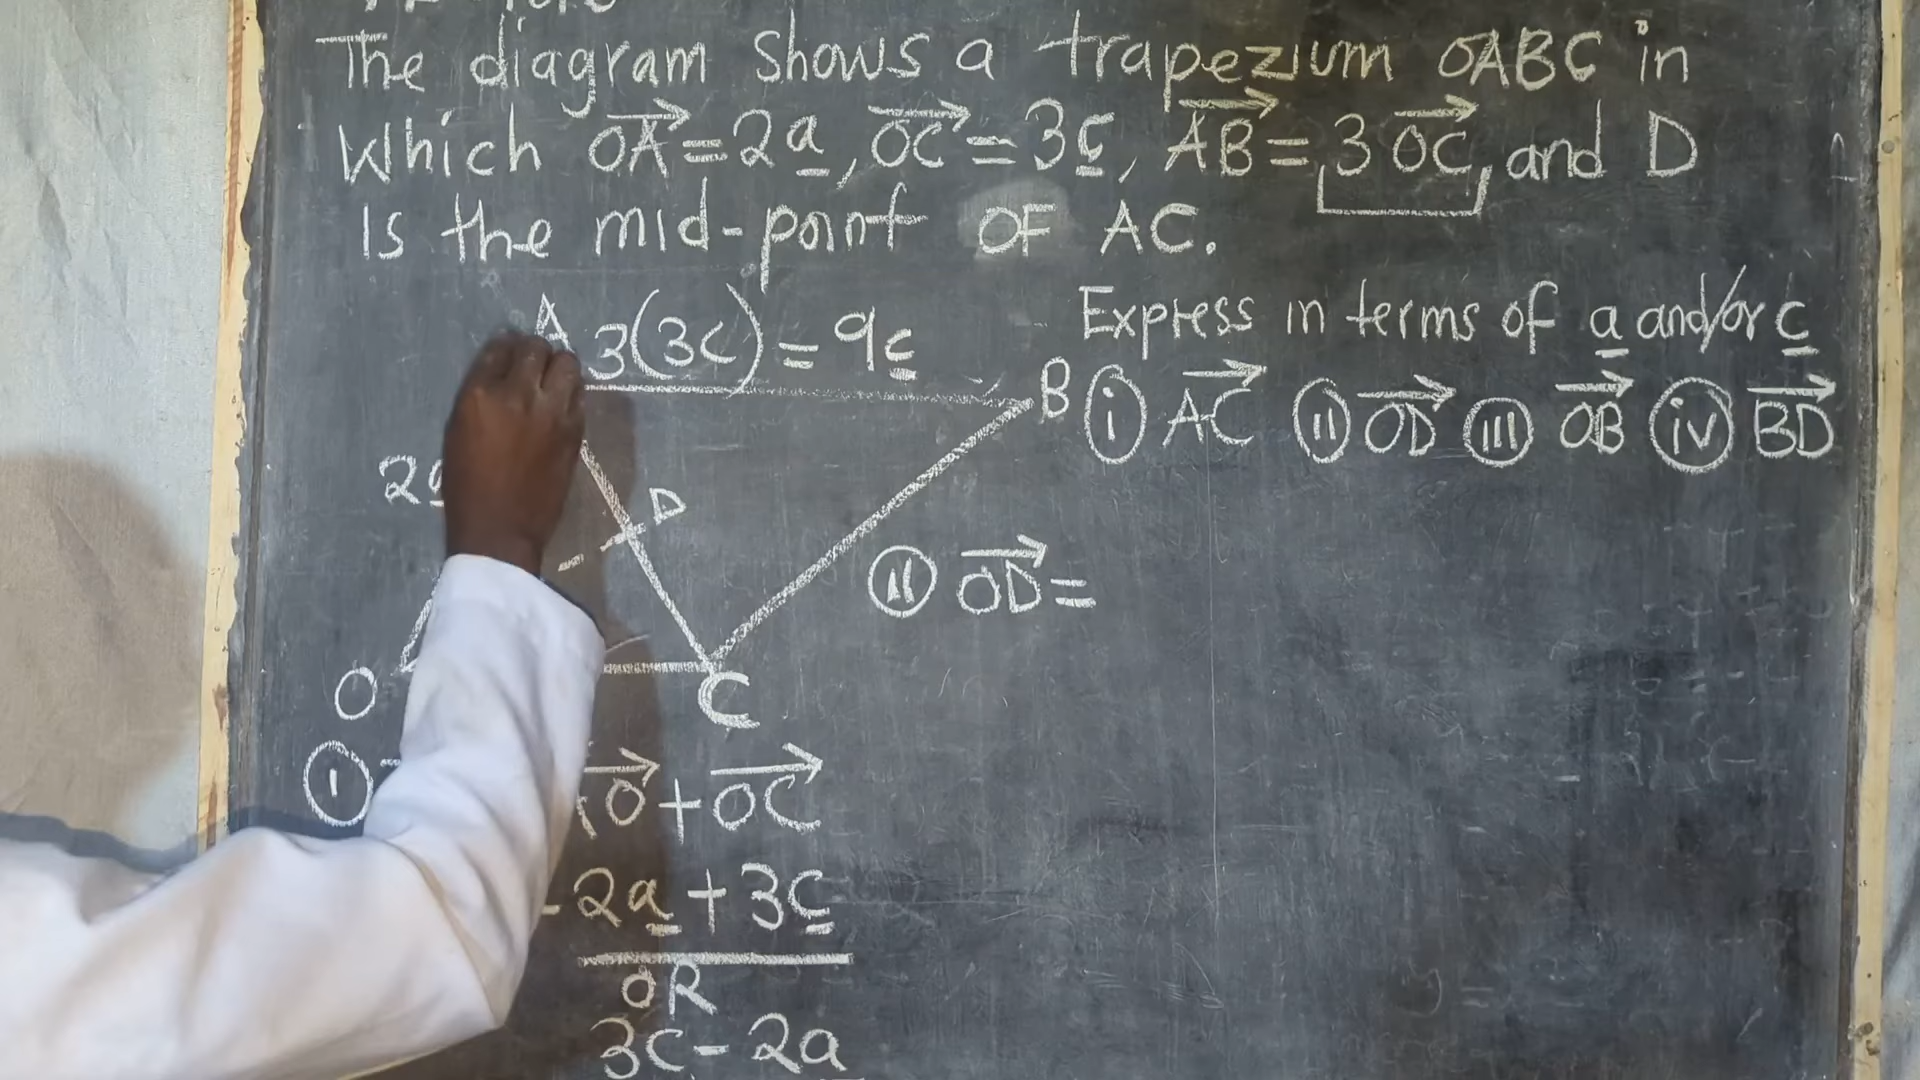 The diagram shows a trapezium OABC in
Which OA = 2a, OC = 3c, AB = 3 OC, and D
Is the mid-point OF AC.
Express in terms of a and/or c
(i) AC (ii) OD (iii) OB (iv) BD
A 3(3c) = 9c
B
2a
D
(ii) OD =
O
C
(i) AO + OC
-2a + 3c
OR
3c - 2a